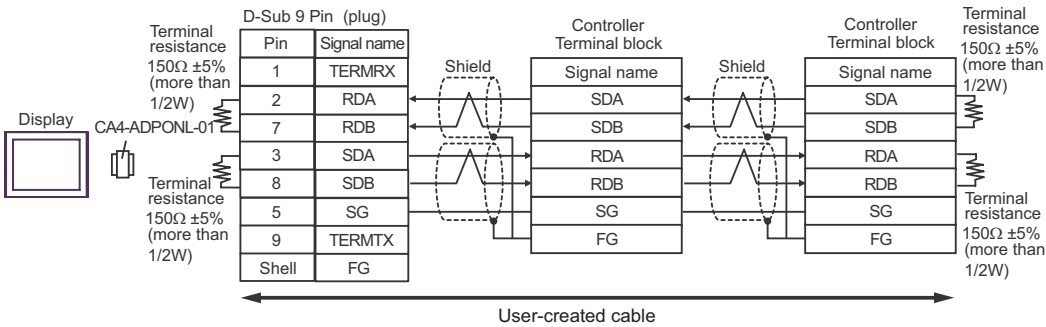 D-Sub 9 Pin (plug)
Terminal
resistance
150Ω ±5%
(more than
1/2W)
Pin
Signal name
1
TERMRX
2
RDA
7
RDB
3
SDA
8
SDB
5
SG
9
TERMTX
Shell
FG
Display
CA4-ADPONL-01
Terminal
resistance
150Ω ±5%
(more than
1/2W)
Shield
Controller
Terminal block
Signal name
SDA
SDB
RDA
RDB
SG
FG
Shield
Controller
Terminal block
Signal name
SDA
SDB
RDA
RDB
SG
FG
Terminal
resistance
150Ω ±5%
(more than
1/2W)
Terminal
resistance
150Ω ±5%
(more than
1/2W)
User-created cable